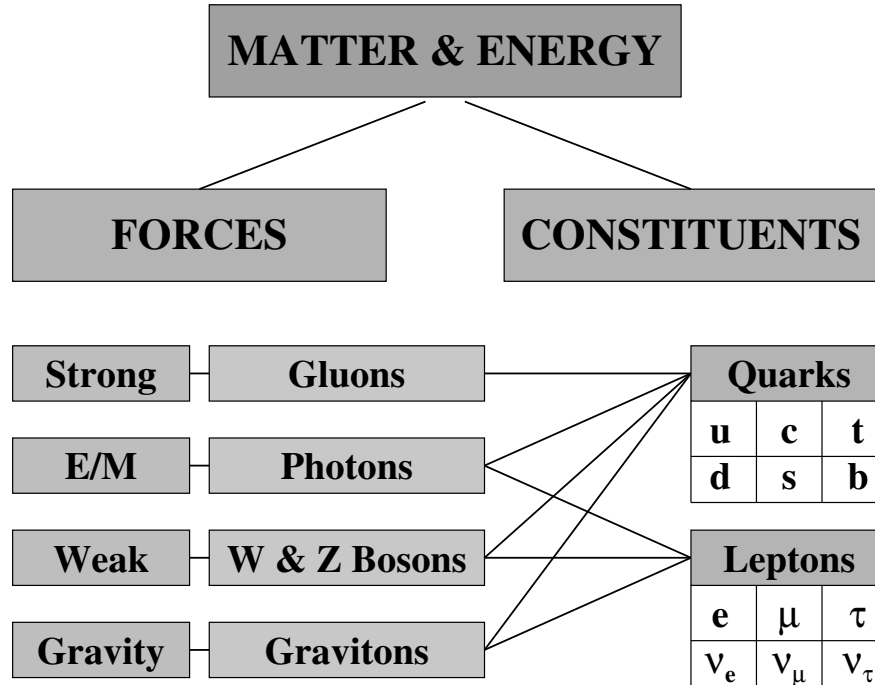 MATTER & ENERGY
FORCES
CONSTITUENTS
Strong
Gluons
Quarks
u c t
d s b
E/M
Photons
Weak
W & Z Bosons
Leptons
e μ τ
νe νμ ντ
Gravity
Gravitons